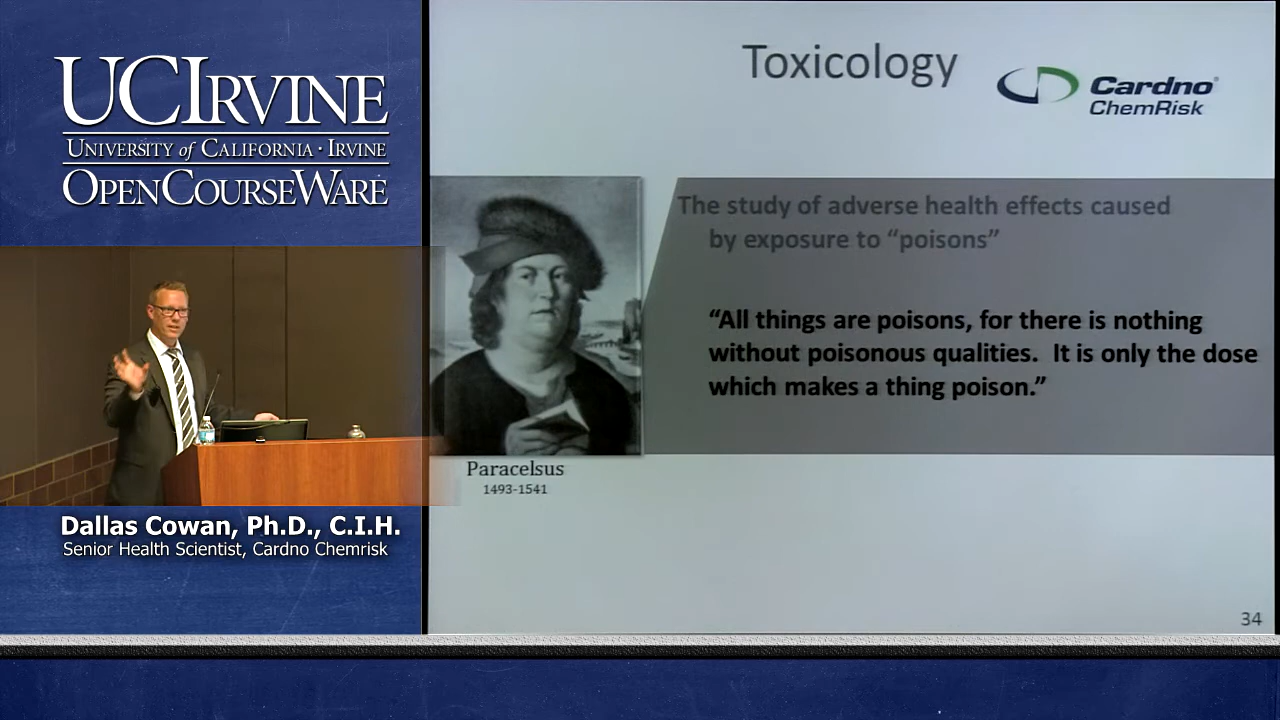 UCIRVINE
UNIVERSITY of CALIFORNIA · IRVINE
OPENCOURSEWARE
Dallas Cowan, Ph.D., C.I.H.
Senior Health Scientist, Cardno Chemrisk
Toxicology
Cardno®
ChemRisk
The study of adverse health effects caused
by exposure to “poisons”
“All things are poisons, for there is nothing
without poisonous qualities.  It is only the dose
which makes a thing poison.”
Paracelsus
1493-1541
34